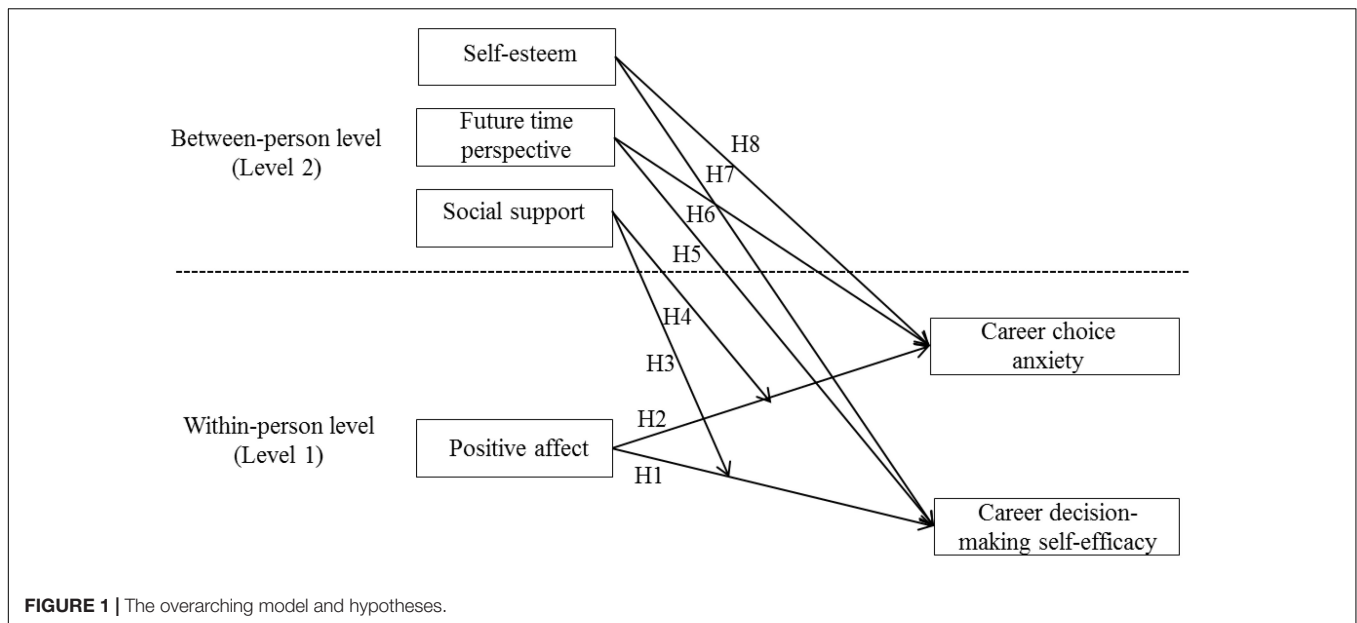 Self-esteem
Between-person level
(Level 2)
Future time
perspective
Social support
H8
H7
H6
H5
H4
H3
Career choice
anxiety
Within-person level
(Level 1)
Positive affect
H2
H1
Career decision-
making self-efficacy
FIGURE 1 | The overarching model and hypotheses.